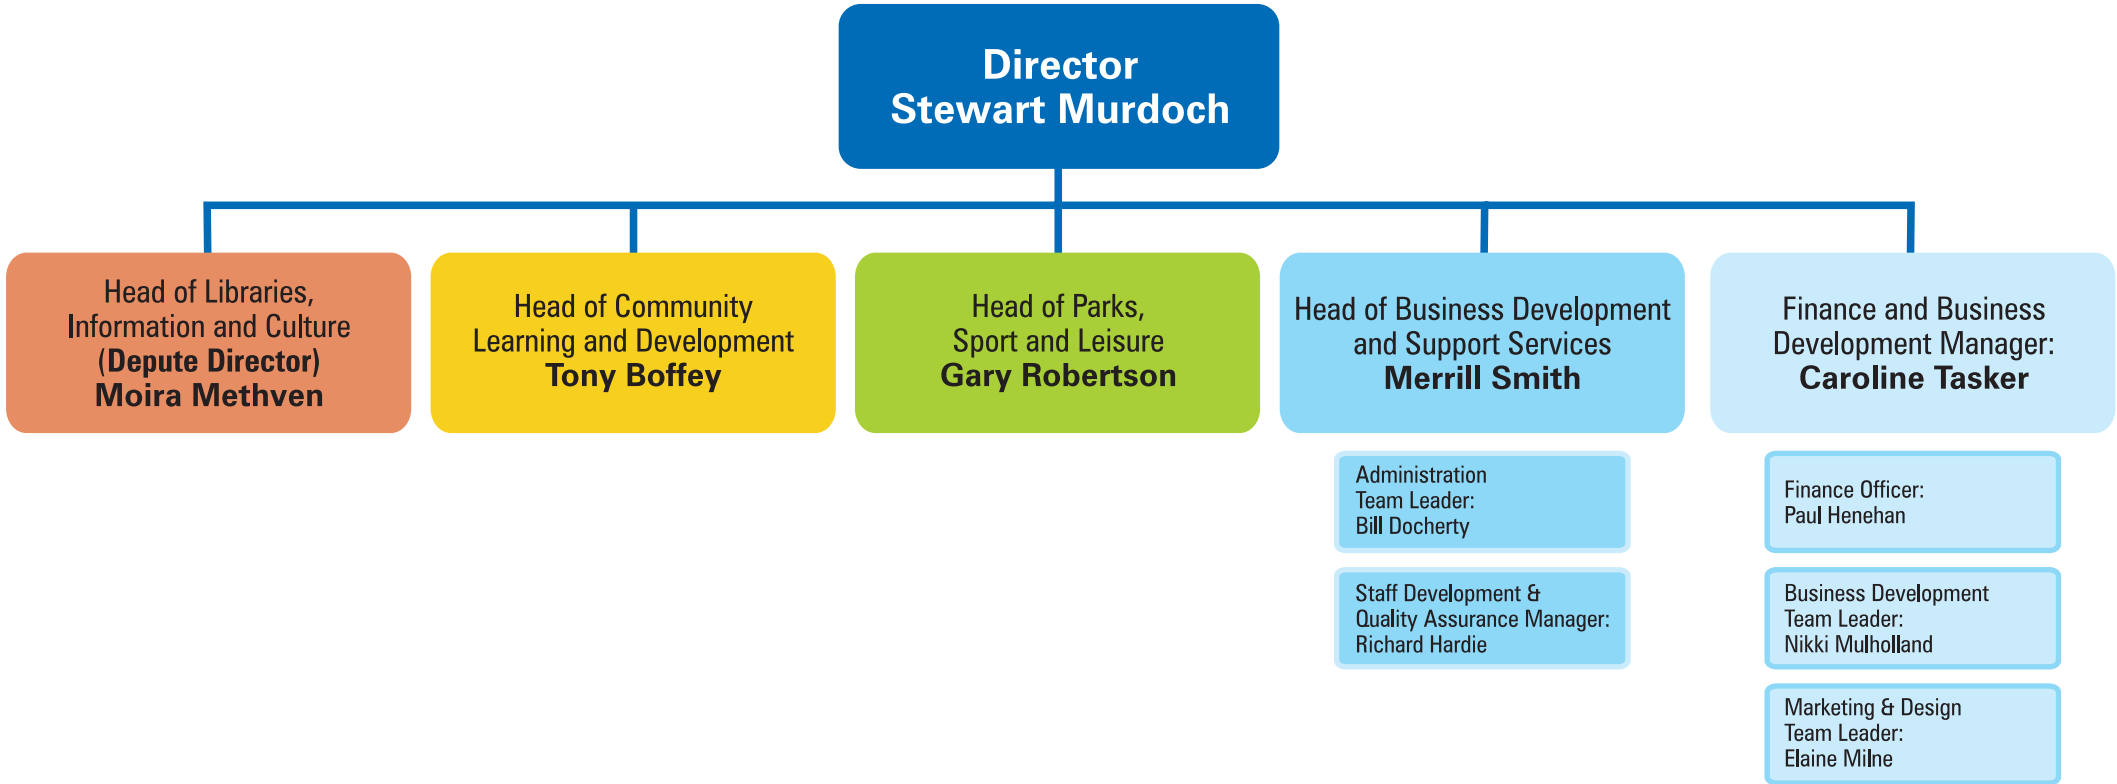 Director
Stewart Murdoch
Head of Libraries,
Information and Culture
(Depute Director)
Moira Methven
Head of Community
Learning and Development
Tony Boffey
Head of Parks,
Sport and Leisure
Gary Robertson
Head of Business Development
and Support Services
Merrill Smith
Finance and Business
Development Manager:
Caroline Tasker
Administration
Team Leader:
Bill Docherty
Staff Development &
Quality Assurance Manager:
Richard Hardie
Finance Officer:
Paul Henehan
Business Development
Team Leader:
Nikki Mulholland
Marketing & Design
Team Leader:
Elaine Milne